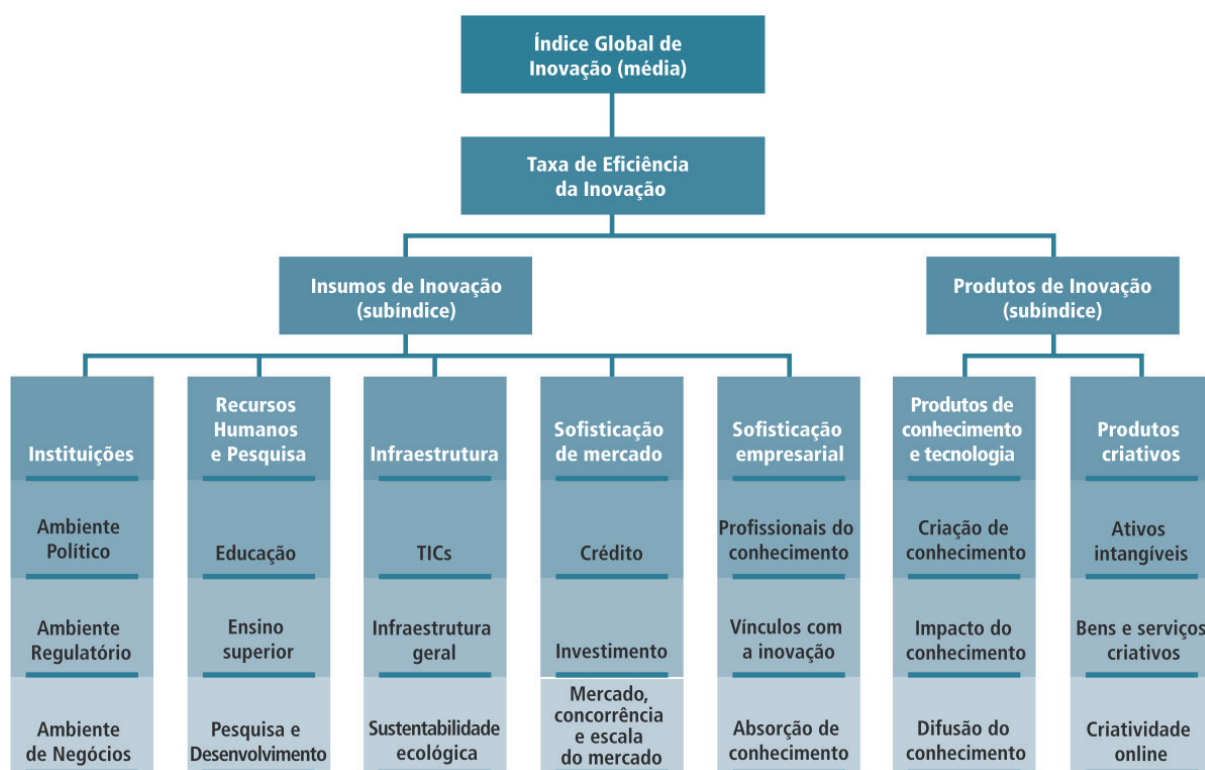 Índice Global de
Inovação (média)
Taxa de Eficiência
da Inovação
Insumos de Inovação
(subíndice)
Produtos de Inovação
(subíndice)
Instituições
Recursos
Humanos
e Pesquisa
Infraestrutura
Sofisticação
de mercado
Sofisticação
empresarial
Produtos de
conhecimento
e tecnologia
Produtos
criativos
Ambiente
Político
Educação
TICs
Crédito
Profissionais do
conhecimento
Criação de
conhecimento
Ativos
intangíveis
Ambiente
Regulatório
Ensino
superior
Infraestrutura
geral
Investimento
Vínculos com
a inovação
Impacto do
conhecimento
Bens e serviços
criativos
Ambiente
de Negócios
Pesquisa e
Desenvolvimento
Sustentabilidade
ecológica
Mercado,
concorrência
e escala
do mercado
Absorção de
conhecimento
Difusão do
conhecimento
Criatividade
online